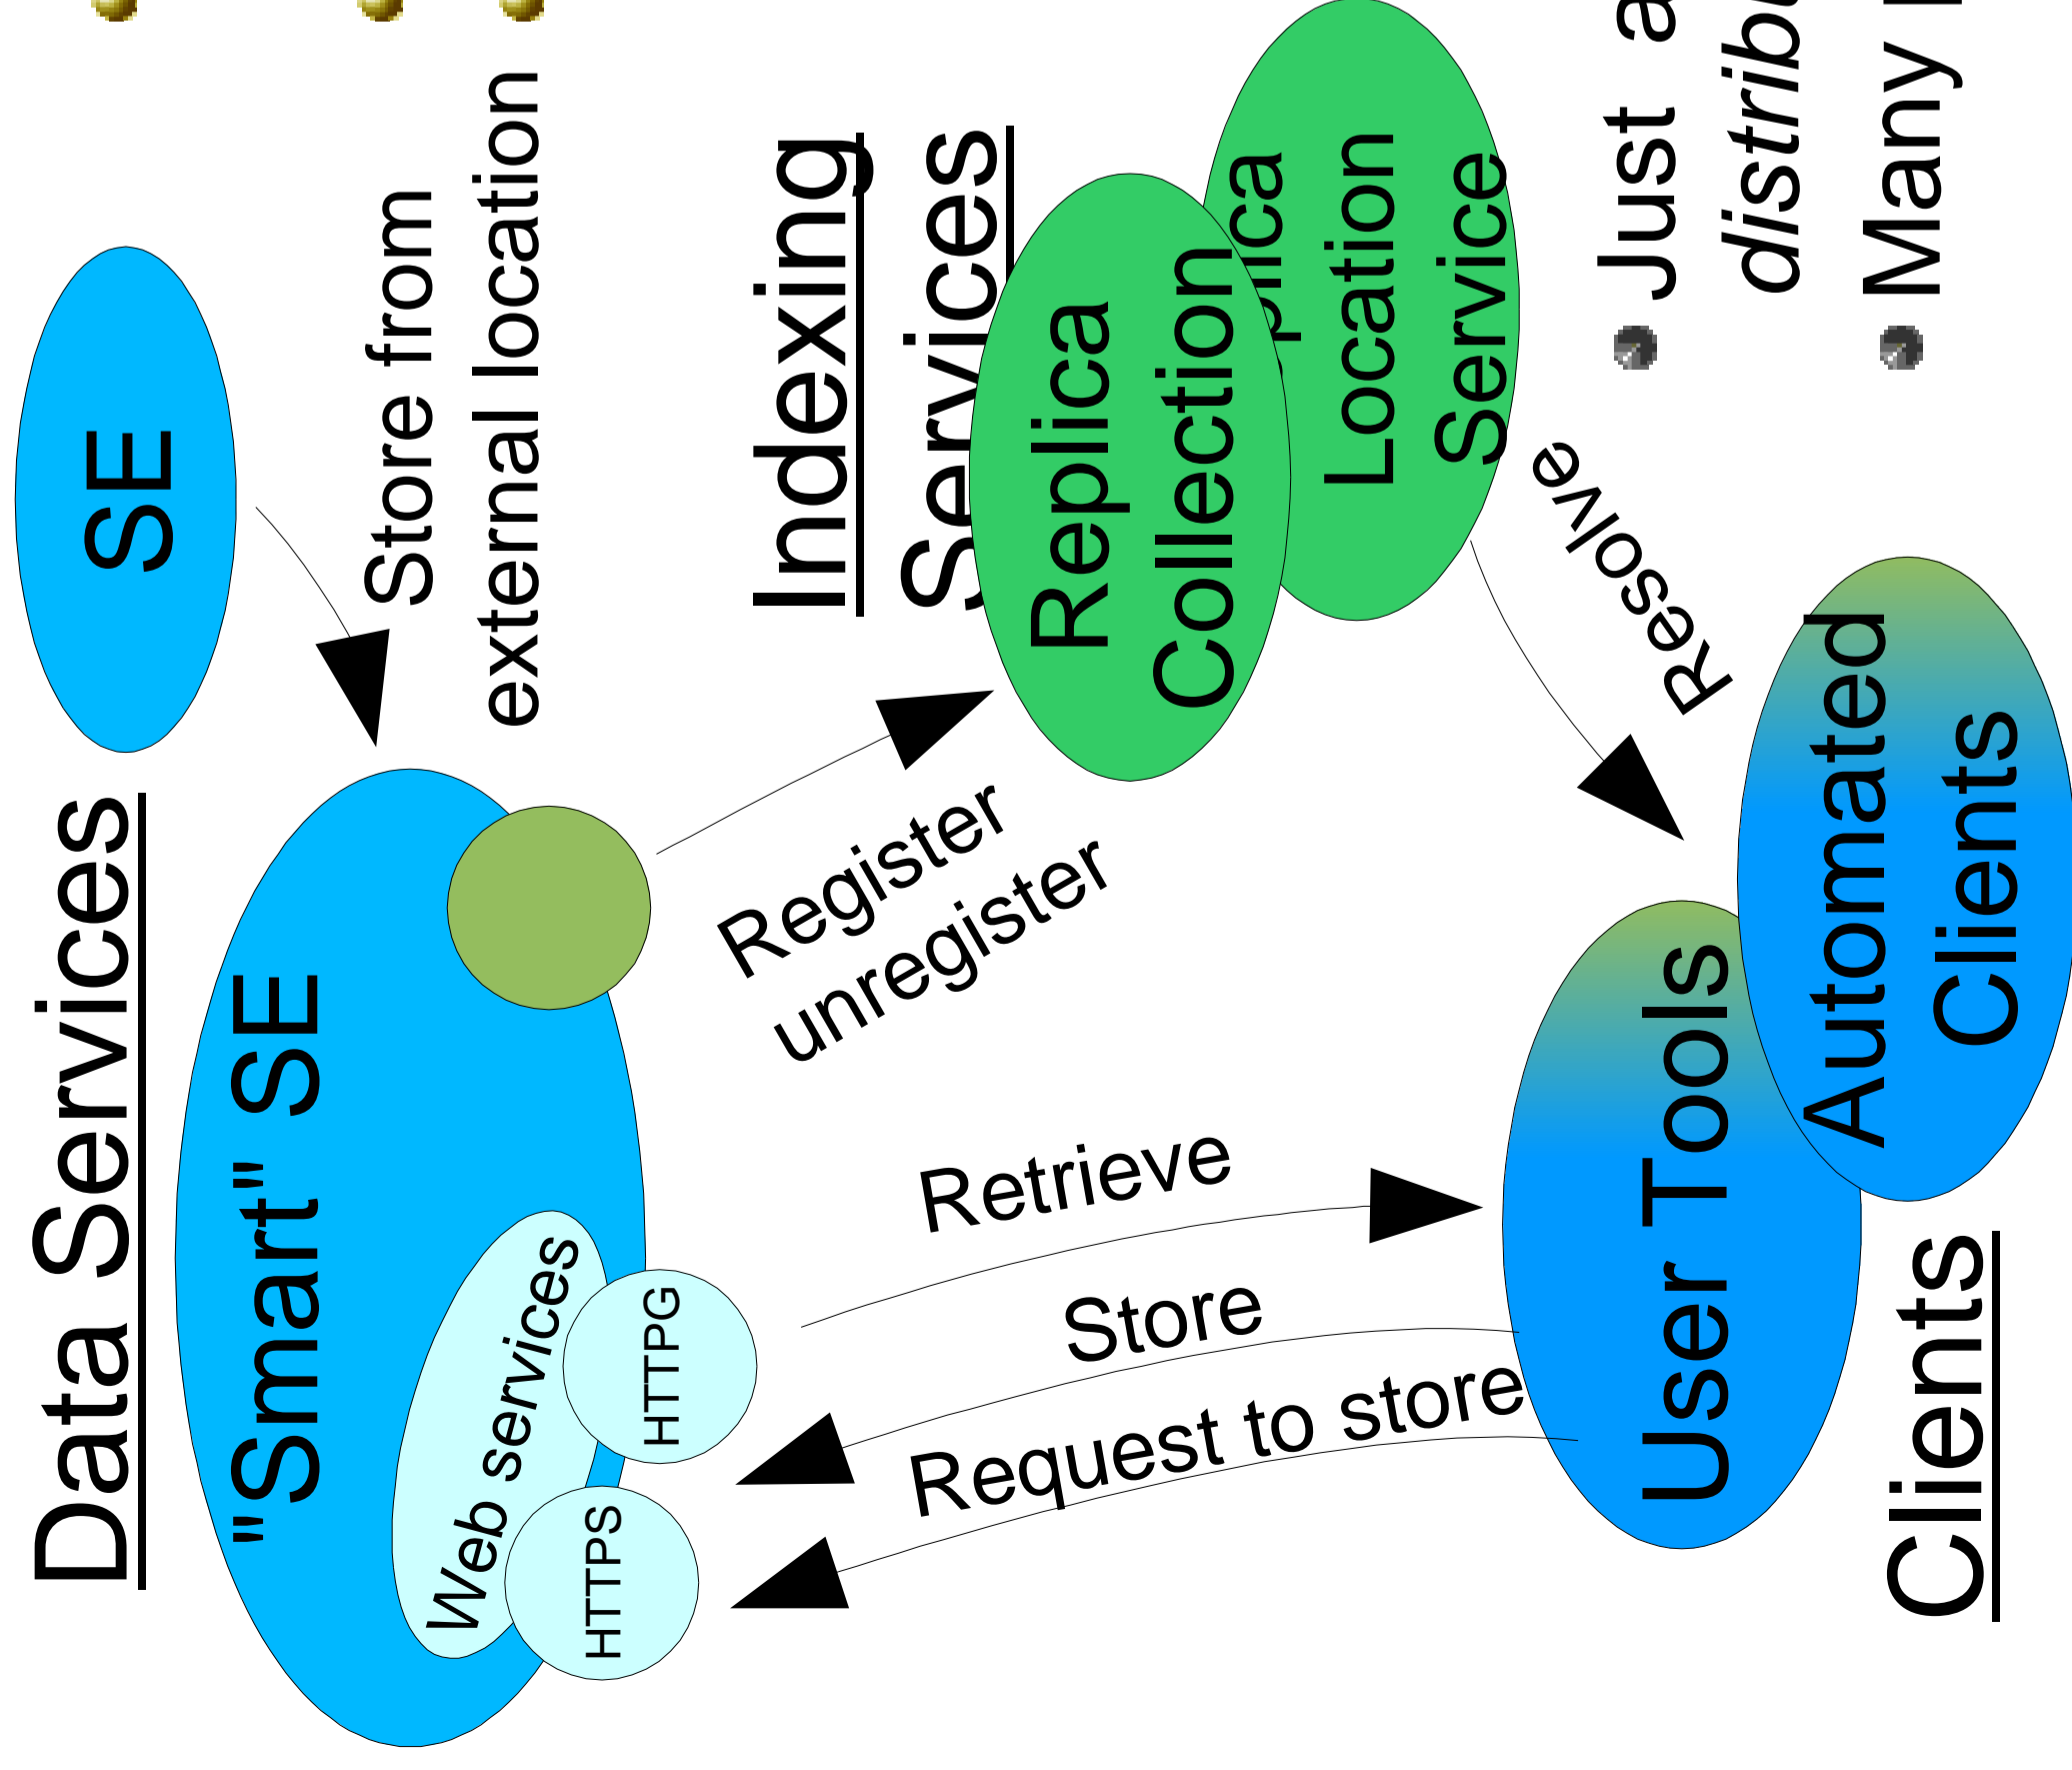 Data Services
SE
"Smart" SE
Store from
external location
Web services
HTTPS
HTTPG
Indexing
Services
Replica
Collection
Location
Service
Register
unregister
Resolve
Retrieve
Store
Request to store
User Tools
Automated
Clients
Clients
Just
Many